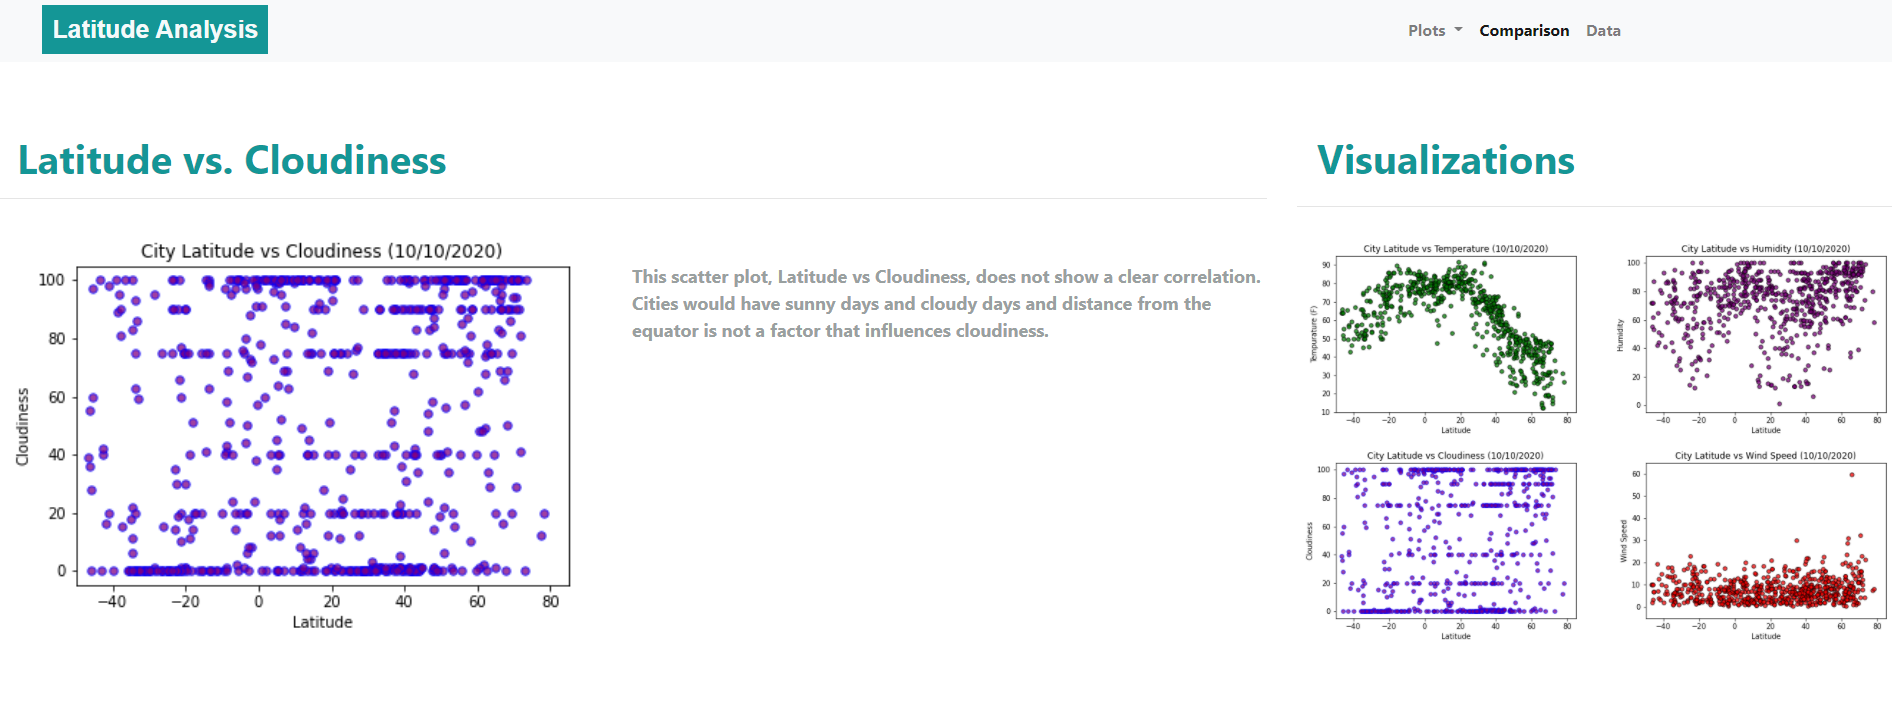 Latitude Analysis
Plots
Comparison
Data
Latitude vs. Cloudiness
Visualizations
City Latitude vs Cloudiness (10/10/2020)
100
80
60
40
20
0
Cloudiness
−40 −20 0 20 40 60 80
Latitude
This scatter plot, Latitude vs Cloudiness, does not show a clear correlation.
Cities would have sunny days and cloudy days and distance from the
equator is not a factor that influences cloudiness.
City Latitude vs Temperature (10/10/2020)
90
80
70
60
50
40
30
20
10
Tempurature (F)
−40 −20 0 20 40 60 80
Latitude
City Latitude vs Humidity (10/10/2020)
100
80
60
40
20
0
Humidity
−40 −20 0 20 40 60 80
Latitude
City Latitude vs Cloudiness (10/10/2020)
100
80
60
40
20
0
Cloudiness
−40 −20 0 20 40 60 80
Latitude
City Latitude vs Wind Speed (10/10/2020)
60
50
40
30
20
10
0
Wind Speed
−40 −20 0 20 40 60 80
Latitude